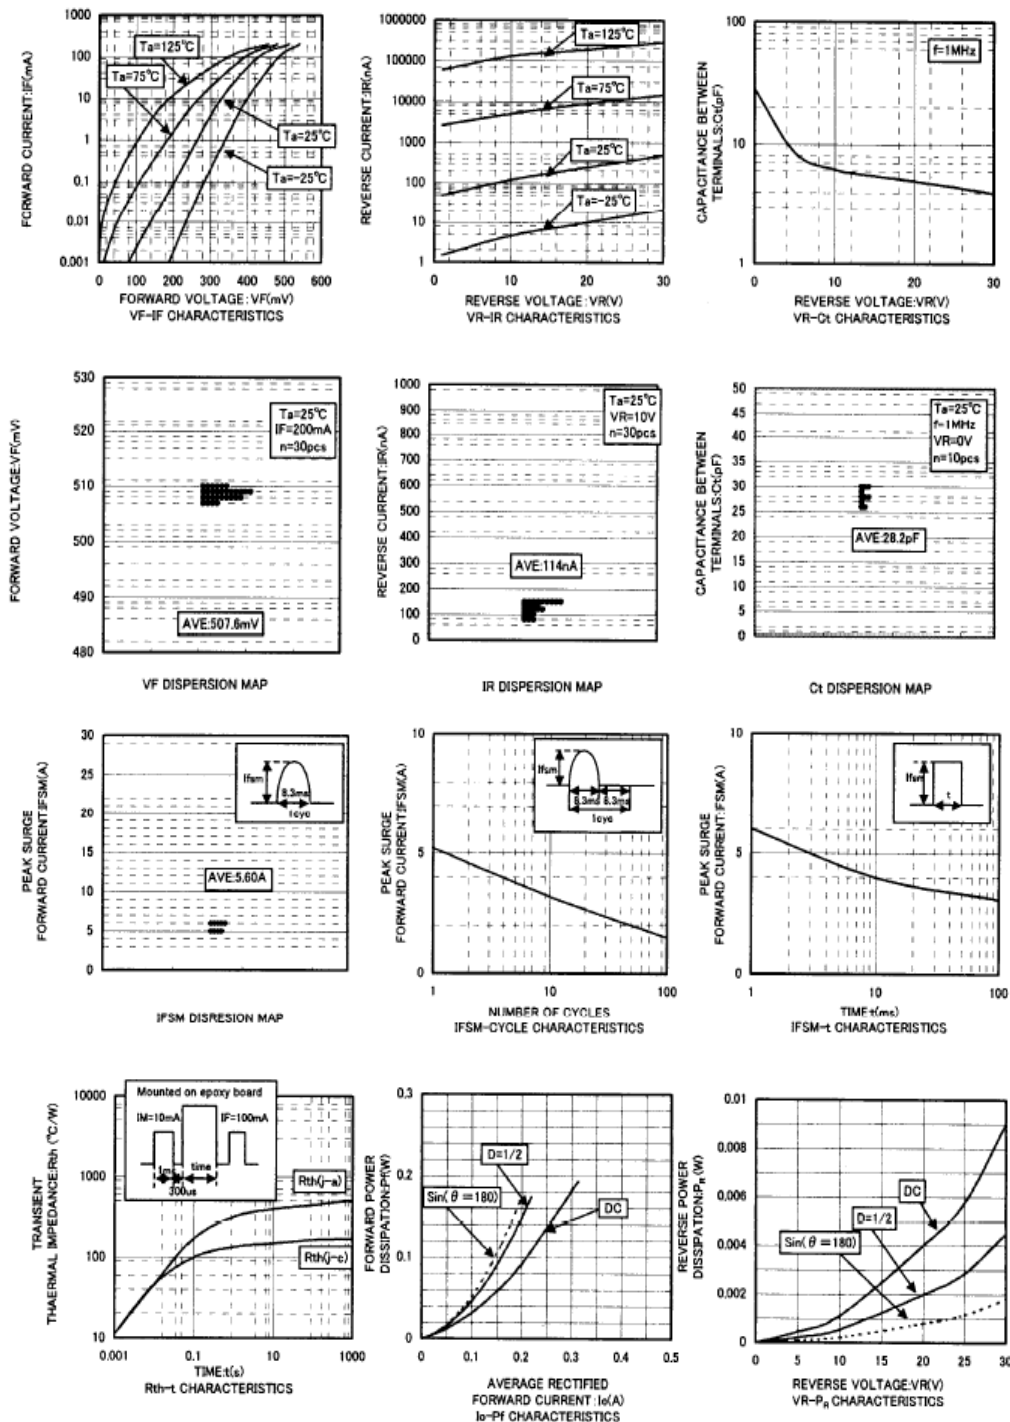 FORWARD CURRENT:IF(mA)
1000
100
10
1
0.1
0.01
0.001
Ta=125℃
Ta=75℃
Ta=25℃
Ta=-25℃
0 100 200 300 400 500 600
FORWARD VOLTAGE:VF(mV)
VF-IF CHARACTERISTICS
REVERSE CURRENT:IR(nA)
1000000
100000
10000
1000
100
10
1
Ta=125℃
Ta=75℃
Ta=25℃
Ta=-25℃
0 10 20 30
REVERSE VOLTAGE:VR(V)
VR-IR CHARACTERISTICS
CAPACITANCE BETWEEN
TERMINALS:Ct(pF)
100
10
1
f=1MHz
0 10 20 30
REVERSE VOLTAGE:VR(V)
VR-Ct CHARACTERISTICS
FORWARD VOLTAGE:VF(mV)
530
520
510
500
490
480
Ta=25℃
IF=200mA
n=30pcs
AVE:507.6mV
VF DISPERSION MAP
REVERSE CURRENT:IR(nA)
1000
900
800
700
600
500
400
300
200
100
0
Ta=25℃
VR=10V
n=30pcs
AVE:114nA
IR DISPERSION MAP
CAPACITANCE BETWEEN
TERMINALS:Ct(pF)
50
45
40
35
30
25
20
15
10
5
0
Ta=25℃
f=1MHz
VR=0V
n=10pcs
AVE:28.2pF
Ct DISPERSION MAP
PEAK SURGE
FORWARD CURRENT:IFSM(A)
30
25
20
15
10
5
0
Ifsm
8.3ms
1cyc
AVE:5.60A
IFSM DISRESION MAP
PEAK SURGE
FORWARD CURRENT:IFSM(A)
10
5
0
Ifsm
8.3ms 8.3ms
1cyc
1 10 100
NUMBER OF CYCLES
IFSM-CYCLE CHARACTERISTICS
PEAK SURGE
FORWARD CURRENT:IFSM(A)
10
5
0
Ifsm
t
1 10 100
TIME:t(ms)
IFSM-t CHARACTERISTICS
TRANSIENT
THAERMAL IMPEDANCE:Rth (℃/W)
10000
1000
100
10
Mounted on epoxy board
IM=10mA IF=100mA
1ms time
300us
Rth(j-a)
Rth(j-c)
0.001 0.1 10 1000
TIME:t(s)
Rth-t CHARACTERISTICS
FORWARD POWER
DISSIPATION:Pf(W)
0.3
0.2
0.1
0
D=1/2
Sin(θ=180)
DC
0 0.1 0.2 0.3 0.4 0.5
AVERAGE RECTIFIED
FORWARD CURRENT:Io(A)
Io-Pf CHARACTERISTICS
REVERSE POWER
DISSIPATION:PR (W)
0.01
0.008
0.006
0.004
0.002
0
DC
D=1/2
Sin(θ=180)
0 5 10 15 20 25 30
REVERSE VOLTAGE:VR(V)
VR-PR CHARACTERISTICS